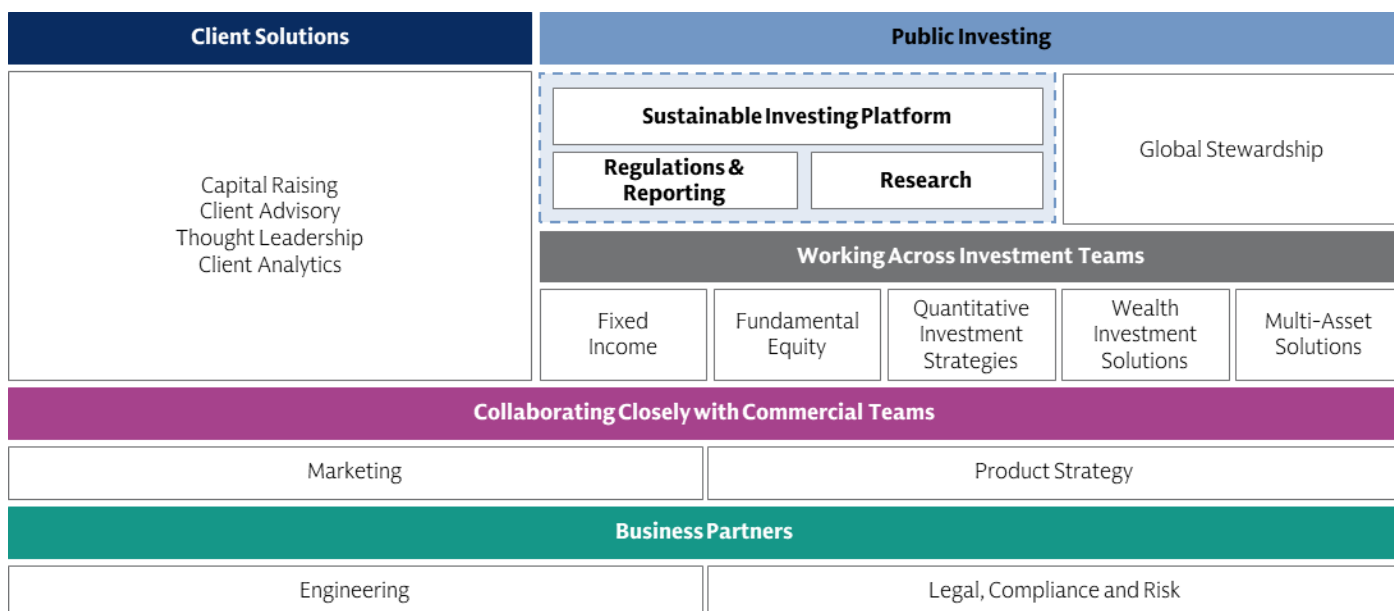 Client Solutions
Public Investing
Capital Raising
Client Advisory
Thought Leadership
Client Analytics
Sustainable Investing Platform
Regulations &
Reporting
Research
Global Stewardship
Working Across Investment Teams
Fixed
Income
Fundamental
Equity
Quantitative
Investment
Strategies
Wealth
Investment
Solutions
Multi-Asset
Solutions
Collaborating Closely with Commercial Teams
Marketing
Product Strategy
Business Partners
Engineering
Legal, Compliance and Risk